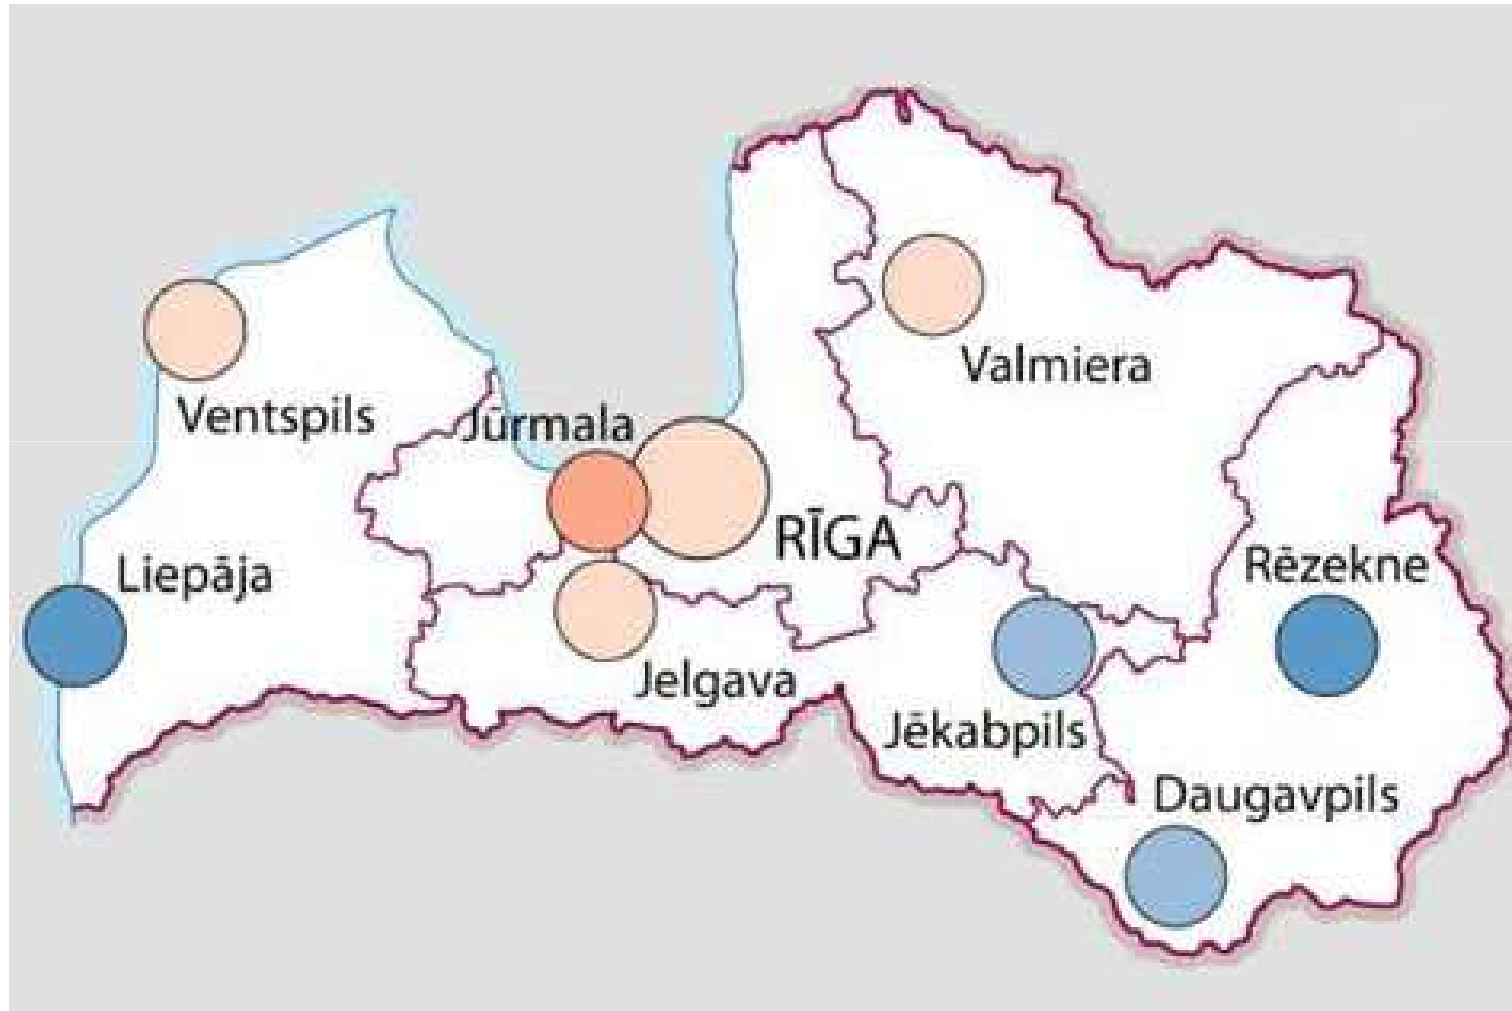 Valmiera
Ventspils
Jūrmala
RĪGA
Liepāja
Rēzekne
Jelgava
Jēkabpils
Daugavpils